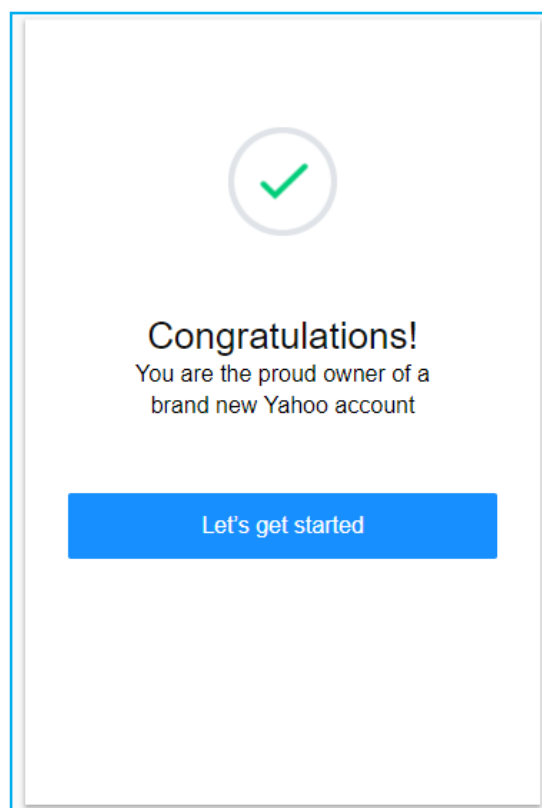 Congratulations!
You are the proud owner of a
brand new Yahoo account
Let's get started